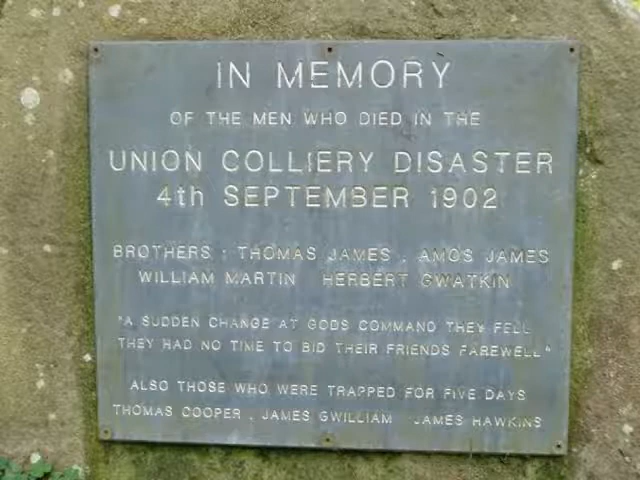 IN MEMORY
OF THE MEN WHO DIED IN THE
UNION COLLIERY DISASTER
4th SEPTEMBER 1902
BROTHERS : THOMAS JAMES . AMOS JAMES
WILLIAM MARTIN HERBERT GWATKIN
"A SUDDEN CHANGE AT GODS COMMAND THEY FELL
THEY HAD NO TIME TO BID THEIR FRIENDS FAREWELL"
ALSO THOSE WHO WERE TRAPPED FOR FIVE DAYS
THOMAS COOPER . JAMES GWILLIAM JAMES HAWKINS